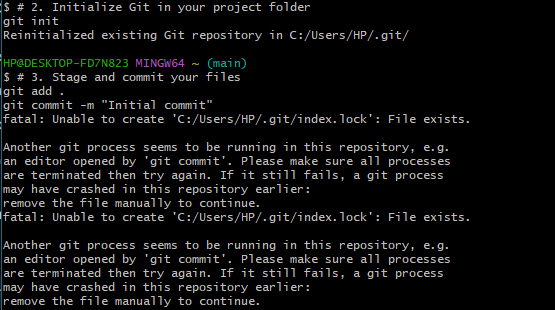 $ # 2. Initialize Git in your project folder
git init
Reinitialized existing Git repository in C:/Users/HP/.git/

HP@DESKTOP-FD7N823 MINGW64 ~ (main)
$ # 3. Stage and commit your files
git add .
git commit -m "Initial commit"
fatal: Unable to create 'C:/Users/HP/.git/index.lock': File exists.

Another git process seems to be running in this repository, e.g.
an editor opened by 'git commit'. Please make sure all processes
are terminated then try again. If it still fails, a git process
may have crashed in this repository earlier:
remove the file manually to continue.
fatal: Unable to create 'C:/Users/HP/.git/index.lock': File exists.

Another git process seems to be running in this repository, e.g.
an editor opened by 'git commit'. Please make sure all processes
are terminated then try again. If it still fails, a git process
may have crashed in this repository earlier:
remove the file manually to continue.